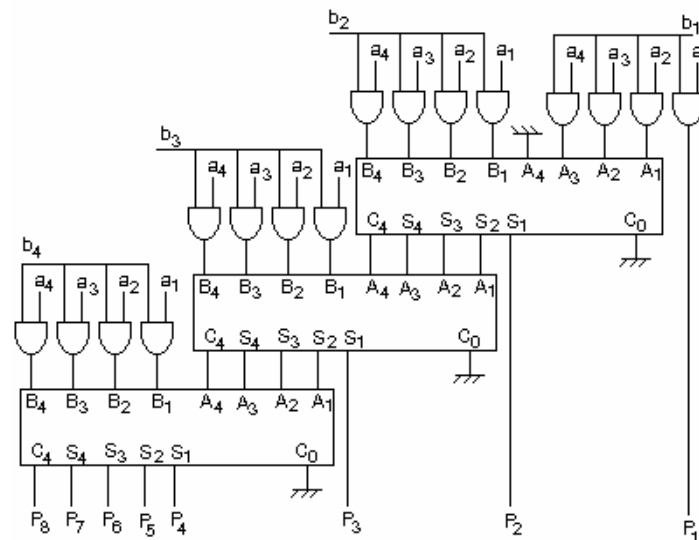 b2 b1
a4 a3 a2 a1 a4 a3 a2 a
b3
a4 a3 a2 a1
B4 B3 B2 B1 A4 A3 A2 A1
C4 S4 S3 S2 S1 C0
b4
a4 a3 a2 a1
B4 B3 B2 B1 A4 A3 A2 A1
C4 S4 S3 S2 S1 C0
B4 B3 B2 B1 A4 A3 A2 A1
C4 S4 S3 S2 S1 C0
P8 P7 P6 P5 P4 P3 P2 P1